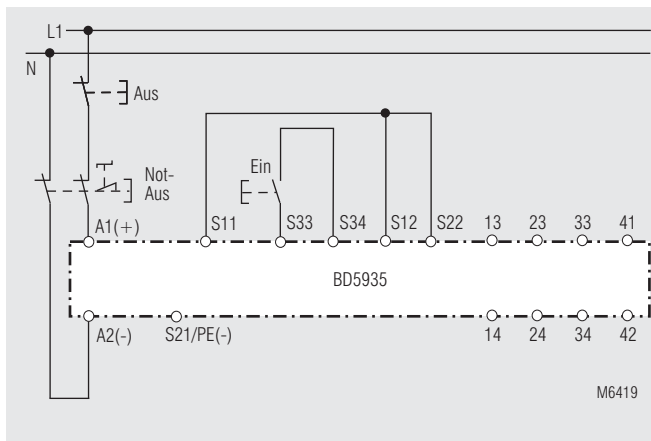 L1
N
Aus
Not-
Aus
Ein
A1(+)
S11
S33
S34
S12
S22
13
23
33
41
BD5935
A2(-)
S21/PE(-)
14
24
34
42
M6419